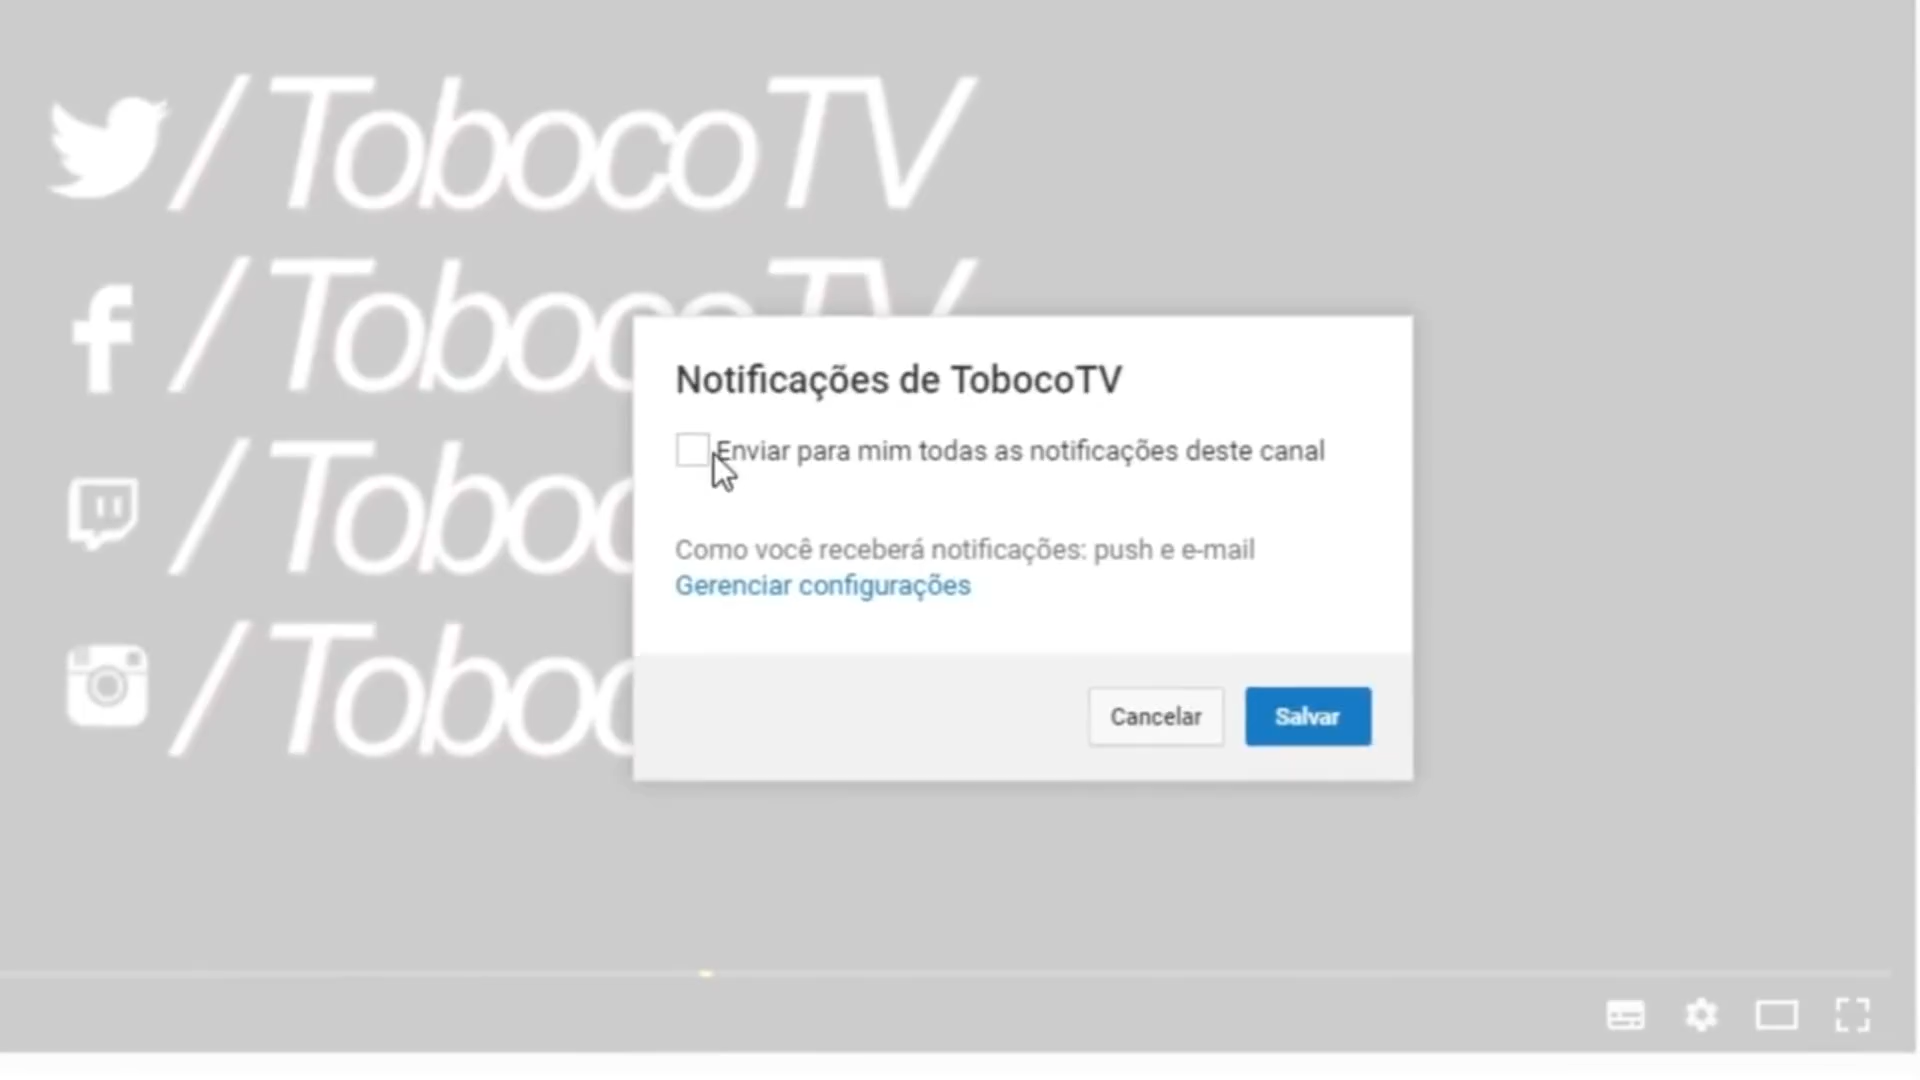 /TobocoTV
/TobocoTV
/Toboc
/Toboc
Notificações de TobocoTV
Enviar para mim todas as notificações deste canal
Como você receberá notificações: push e e-mail
Gerenciar configurações
Cancelar
Salvar